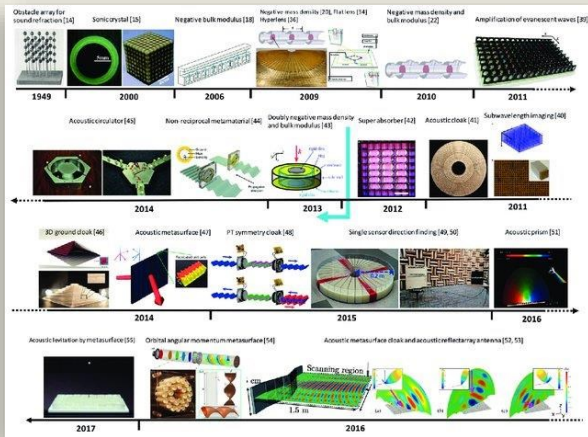 Obstacle array for
sound refraction [14]
Sonic crystal [15]
Negative bulk modulus [18]
Negative mass density [20], Flat lens [14]
Hyperlens [16]
Negative mass density and
bulk modulus [22]
Amplification of evanescent waves [39]
1949
2000
2006
2009
2010
2011
Acoustic circulator [45]
Non-reciprocal metamaterial [44]
Doubly negative mass density
and bulk modulus [43]
Super absorber [42]
Acoustic cloak [41]
Subwavelength imaging [40]
2014
2013
2012
2011
3D ground cloak [46]
Acoustic metasurface [47]
PT symmetry cloak [48]
Single sensor direction finding [49, 50]
Acoustic prism [51]
2014
2015
2016
Acoustic levitation by metasurface [55]
Orbital angular momentum metasurface [54]
Acoustic metasurface cloak and acoustic reflectarray antenna [52, 53]
Scanning region
1.5 m
2017
2016